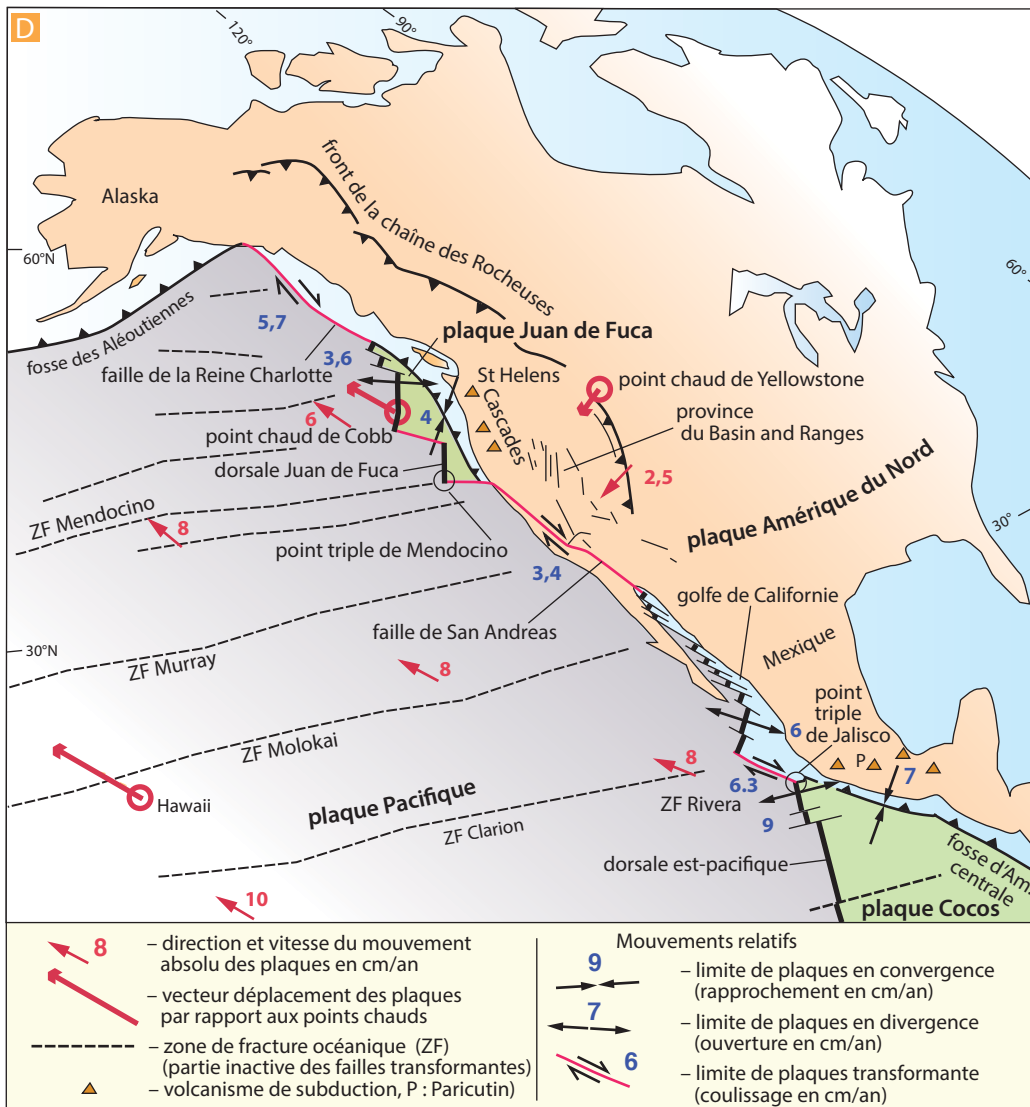 D
120°
90°
Alaska
front de la chaîne des Rocheuses
60°N
60°
fosse des Aléoutiennes
5,7
plaque Juan de Fuca
3,6
faille de la Reine Charlotte
St Helens
point chaud de Yellowstone
Cascades
province
du Basin and Ranges
6
4
point chaud de Cobb
dorsale Juan de Fuca
2,5
plaque Amérique du Nord
30°
ZF Mendocino
8
point triple de Mendocino
3,4
golfe de Californie
faille de San Andreas
30°N
ZF Murray
8
Mexique
point
triple
de Jalisco
6
ZF Molokai
8
P
7
6.3
Hawaii
plaque Pacifique
ZF Rivera
9
ZF Clarion
dorsale est-pacifique
fosse d'Am.
centrale
10
plaque Cocos
8
– direction et vitesse du mouvement
absolu des plaques en cm/an
– vecteur déplacement des plaques
par rapport aux points chauds
– zone de fracture océanique (ZF)
(partie inactive des failles transformantes)
– volcanisme de subduction, P : Paricutin)
Mouvements relatifs
9
– limite de plaques en convergence
(rapprochement en cm/an)
7
– limite de plaques en divergence
(ouverture en cm/an)
6
– limite de plaques transformante
(coulissage en cm/an)